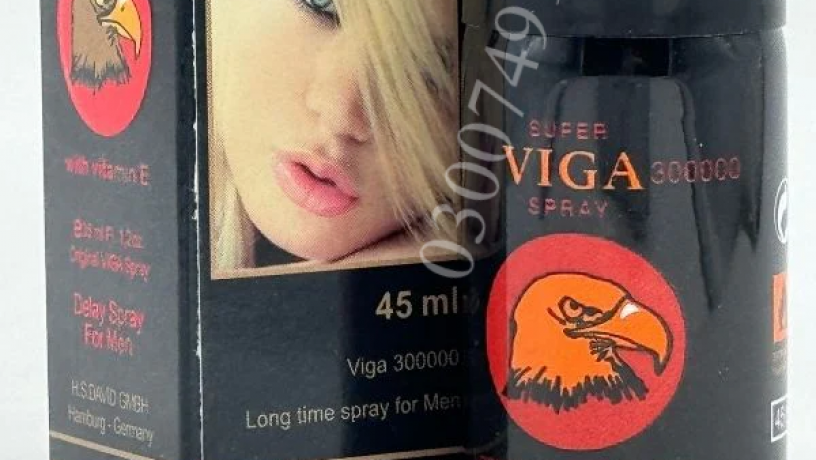 with vitamin E
Original VIGA Spray
Delay Spray
For Men
H.S.DAVID GMBH
Hamburg - Germany
45 ml
Viga 300000
Long time spray for Men
SUPER
VIGA 300000
SPRAY
0300749